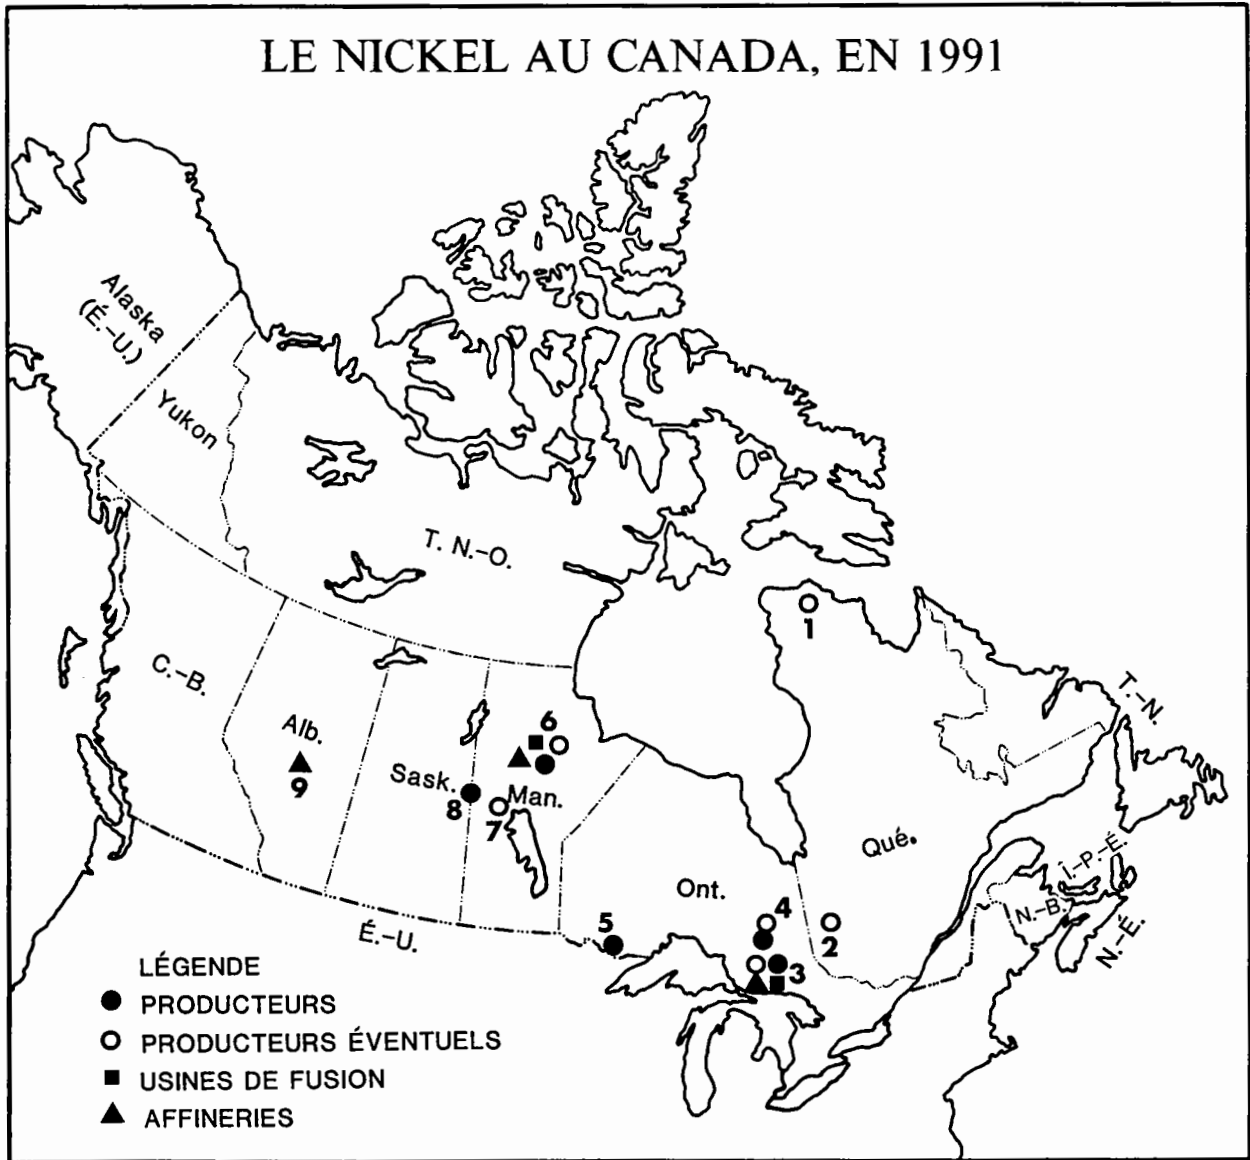 LE NICKEL AU CANADA, EN 1991
Alaska
(É.-U.)
Yukon
T. N.-O.
C.-B.
Alb.
9
Sask.
8
6
Man.
7
1
T.-N.
Qué.
Î.-P.-É.
N.-B.
N.-É.
Ont.
4
5
2
3
É.-U.
LÉGENDE
PRODUCTEURS
PRODUCTEURS ÉVENTUELS
USINES DE FUSION
AFFINERIES